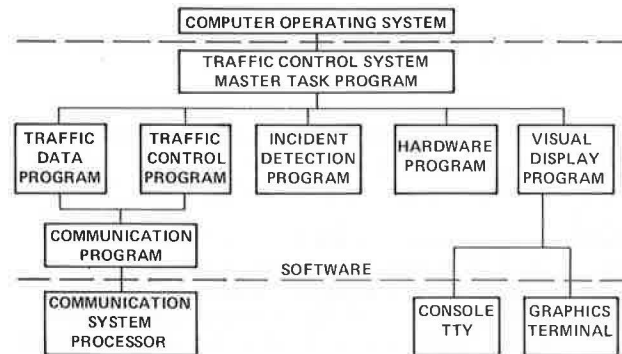 COMPUTER OPERATING SYSTEM
TRAFFIC CONTROL SYSTEM
MASTER TASK PROGRAM
TRAFFIC
DATA
PROGRAM
TRAFFIC
CONTROL
PROGRAM
INCIDENT
DETECTION
PROGRAM
HARDWARE
PROGRAM
VISUAL
DISPLAY
PROGRAM
COMMUNICATION
PROGRAM
SOFTWARE
COMMUNICATION
SYSTEM
PROCESSOR
CONSOLE
TTY
GRAPHICS
TERMINAL